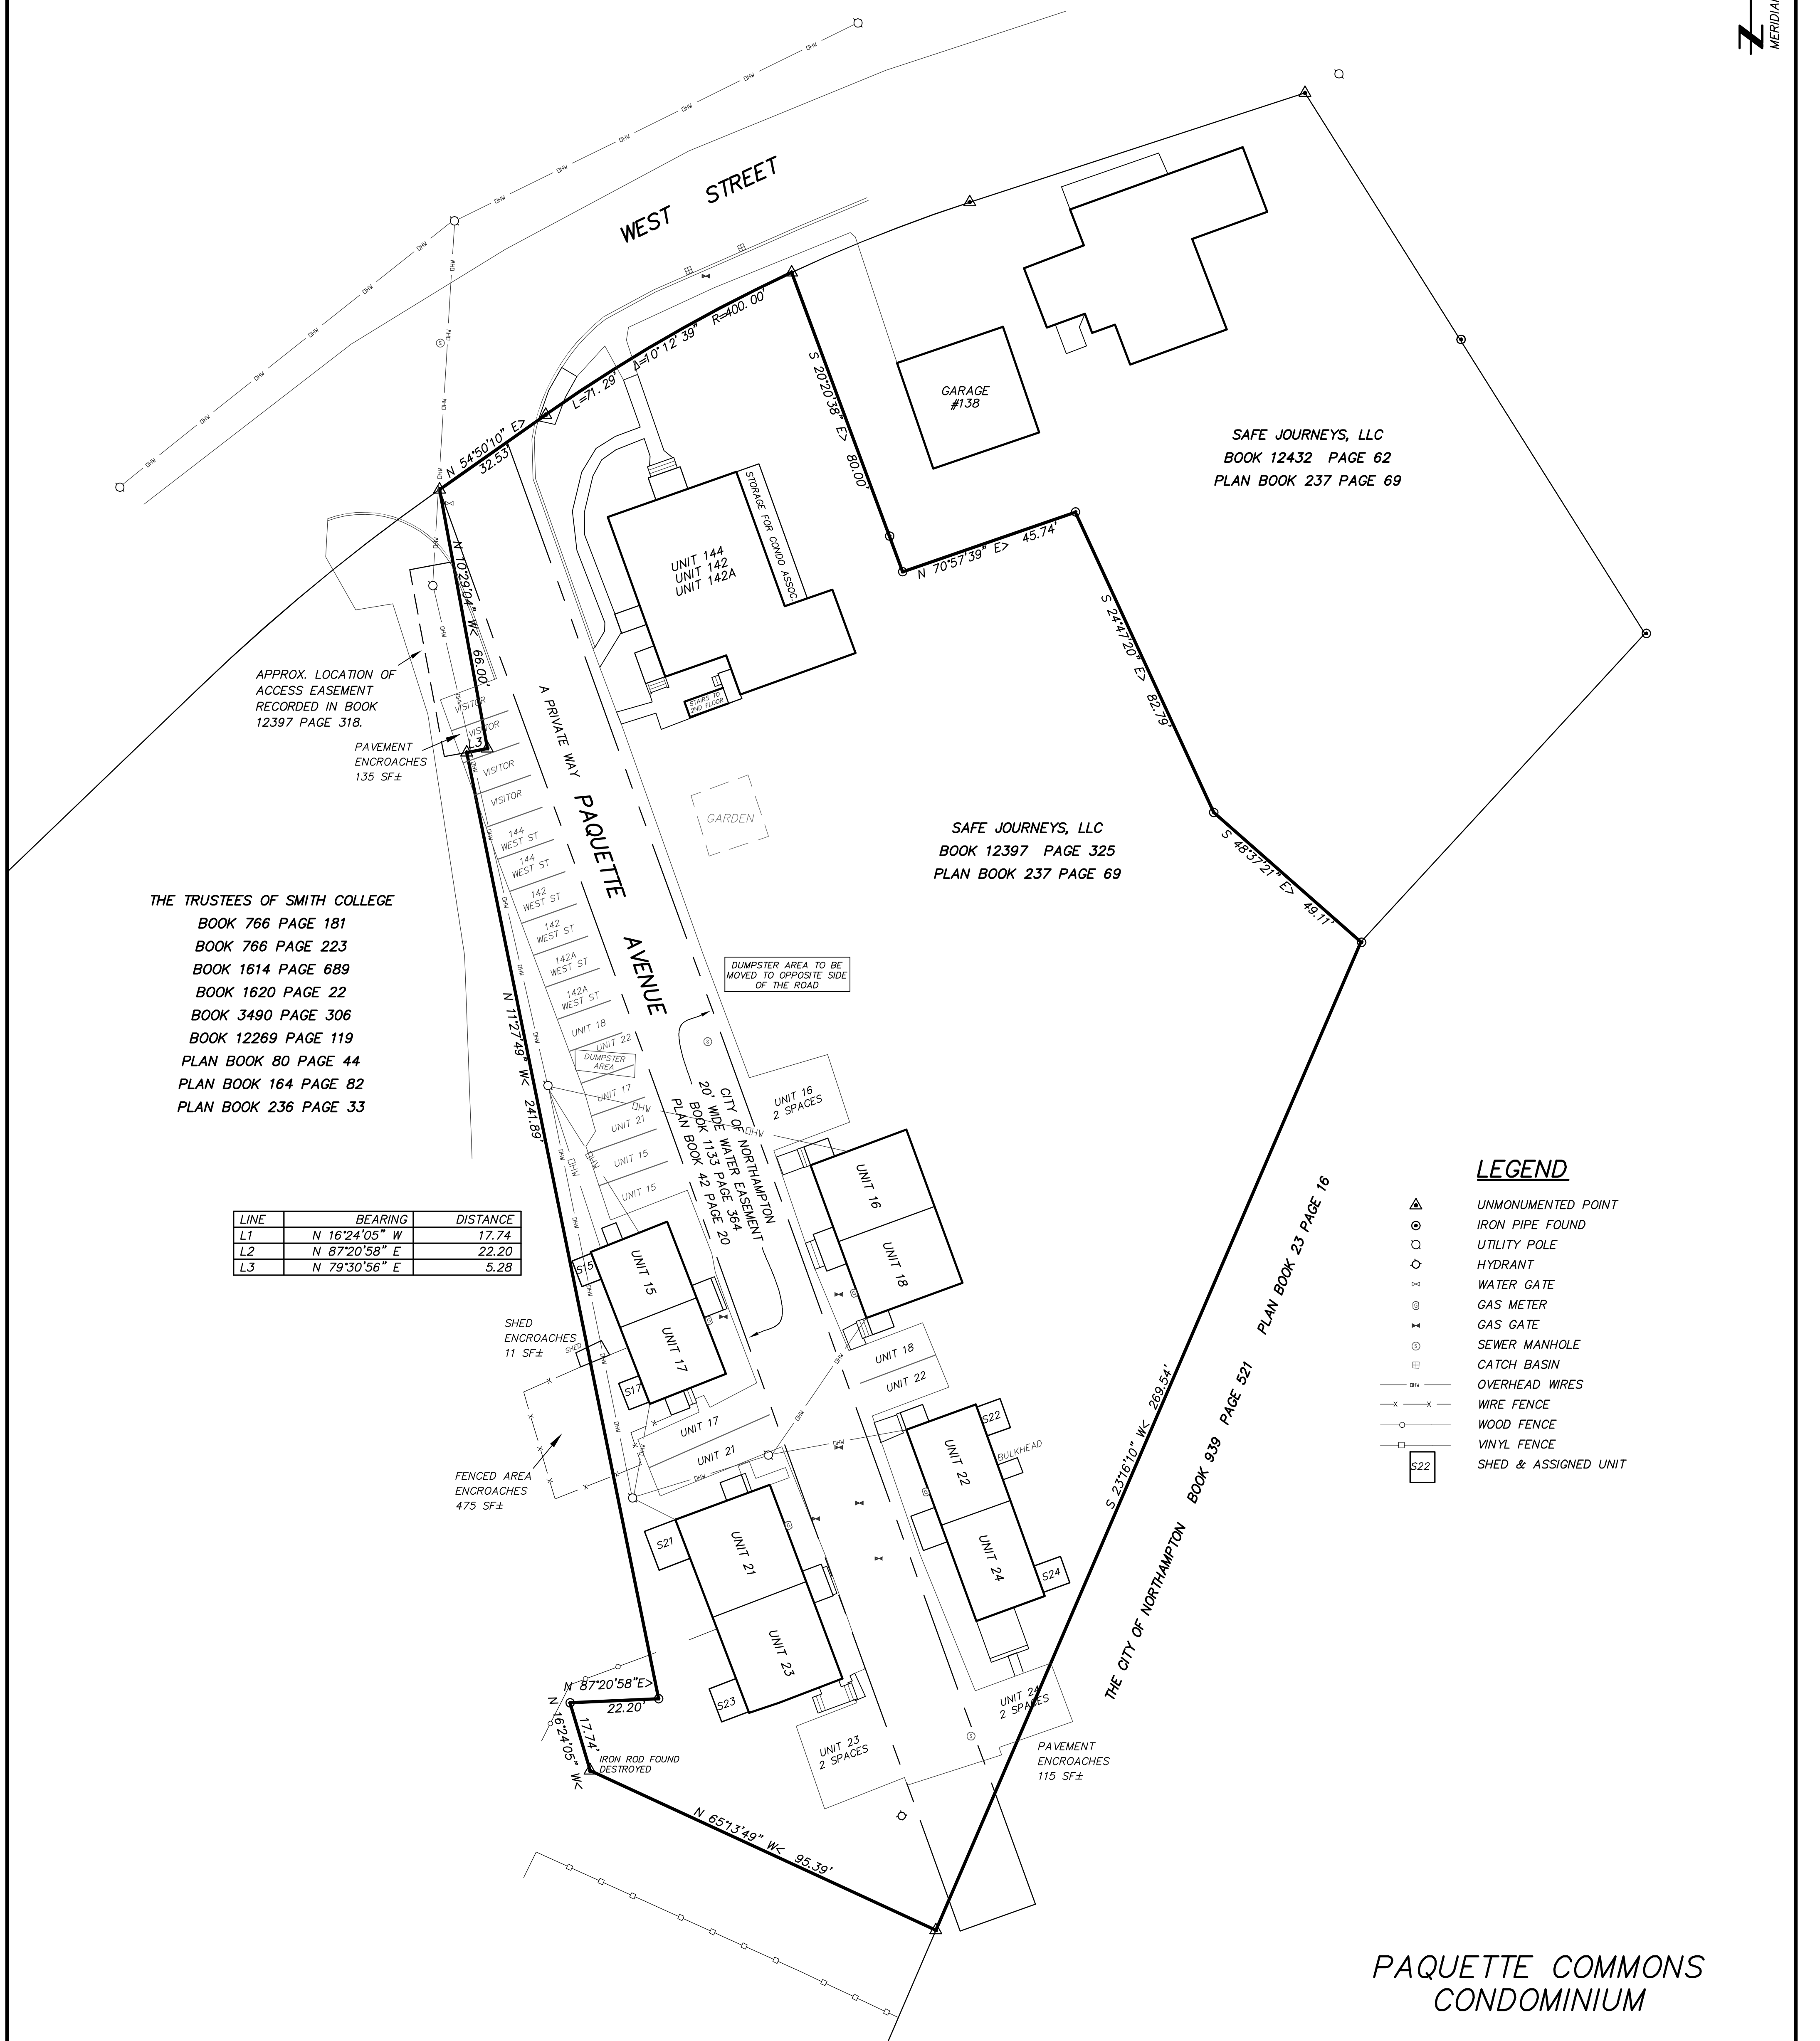 MERIDIAN
WEST STREET
N 54°50'10" E>
32.53'
L=71.29' Δ=10°12'39" R=400.00'
S 20°20'38" E> 80.00'
GARAGE
#138
SAFE JOURNEYS, LLC
BOOK 12432 PAGE 62
PLAN BOOK 237 PAGE 69
N 70°57'39" E> 45.74'
S 24°47'20" E> 82.79'
S 48°37'21" E> 49.11'
UNIT 144
UNIT 142
UNIT 142A
STORAGE FOR CONDO ASSOC.
STAIRS TO
2ND FLOOR
N 10°29'04" W< 66.00'
APPROX. LOCATION OF
ACCESS EASEMENT
RECORDED IN BOOK
12397 PAGE 318.
PAVEMENT
ENCROACHES
135 SF±
L3
VISITOR
VISITOR
VISITOR
VISITOR
144
WEST ST
144
WEST ST
142
WEST ST
142
WEST ST
142A
WEST ST
142A
WEST ST
UNIT 18
UNIT 22
DUMPSTER
AREA
UNIT 17
UNIT 21
UNIT 15
UNIT 15
A PRIVATE WAY
PAQUETTE AVENUE
GARDEN
SAFE JOURNEYS, LLC
BOOK 12397 PAGE 325
PLAN BOOK 237 PAGE 69
THE TRUSTEES OF SMITH COLLEGE
BOOK 766 PAGE 181
BOOK 766 PAGE 223
BOOK 1614 PAGE 689
BOOK 1620 PAGE 22
BOOK 3490 PAGE 306
BOOK 12269 PAGE 119
PLAN BOOK 80 PAGE 44
PLAN BOOK 164 PAGE 82
PLAN BOOK 236 PAGE 33
DUMPSTER AREA TO BE
MOVED TO OPPOSITE SIDE
OF THE ROAD
N 11°27'49" W< 241.89'
CITY OF NORTHAMPTON
20' WIDE WATER EASEMENT
BOOK 1133 PAGE 364
PLAN BOOK 42 PAGE 20
UNIT 16
2 SPACES
UNIT 16
UNIT 18
UNIT 18
UNIT 22
LINE BEARING DISTANCE
L1 N 16°24'05" W 17.74
L2 N 87°20'58" E 22.20
L3 N 79°30'56" E 5.28
S15
UNIT 15
UNIT 17
S17
SHED
SHED
ENCROACHES
11 SF±
UNIT 17
UNIT 21
FENCED AREA
ENCROACHES
475 SF±
S22
UNIT 22
BULKHEAD
UNIT 24
S24
S21
UNIT 21
UNIT 23
S23
UNIT 24
2 SPACES
UNIT 23
2 SPACES
PAVEMENT
ENCROACHES
115 SF±
N 87°20'58"E>
22.20'
N 16°24'05" W<
17.74'
IRON ROD FOUND
DESTROYED
N 65°13'49" W< 95.39'
S 23°16'10" W< 269.54'
THE CITY OF NORTHAMPTON BOOK 939 PAGE 521 PLAN BOOK 23 PAGE 16
LEGEND
UNMONUMENTED POINT
IRON PIPE FOUND
UTILITY POLE
HYDRANT
WATER GATE
GAS METER
GAS GATE
SEWER MANHOLE
CATCH BASIN
OHW OVERHEAD WIRES
WIRE FENCE
WOOD FENCE
VINYL FENCE
S22 SHED & ASSIGNED UNIT
PAQUETTE COMMONS
CONDOMINIUM